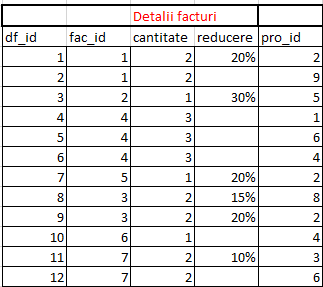 Detalii facturi
df_id fac_id cantitate reducere pro_id
1 1 2 20% 2
2 1 2 9
3 2 1 30% 5
4 4 3 1
5 4 3 6
6 4 3 4
7 5 1 20% 2
8 3 2 15% 8
9 3 2 20% 2
10 6 1 4
11 7 2 10% 3
12 7 2 6